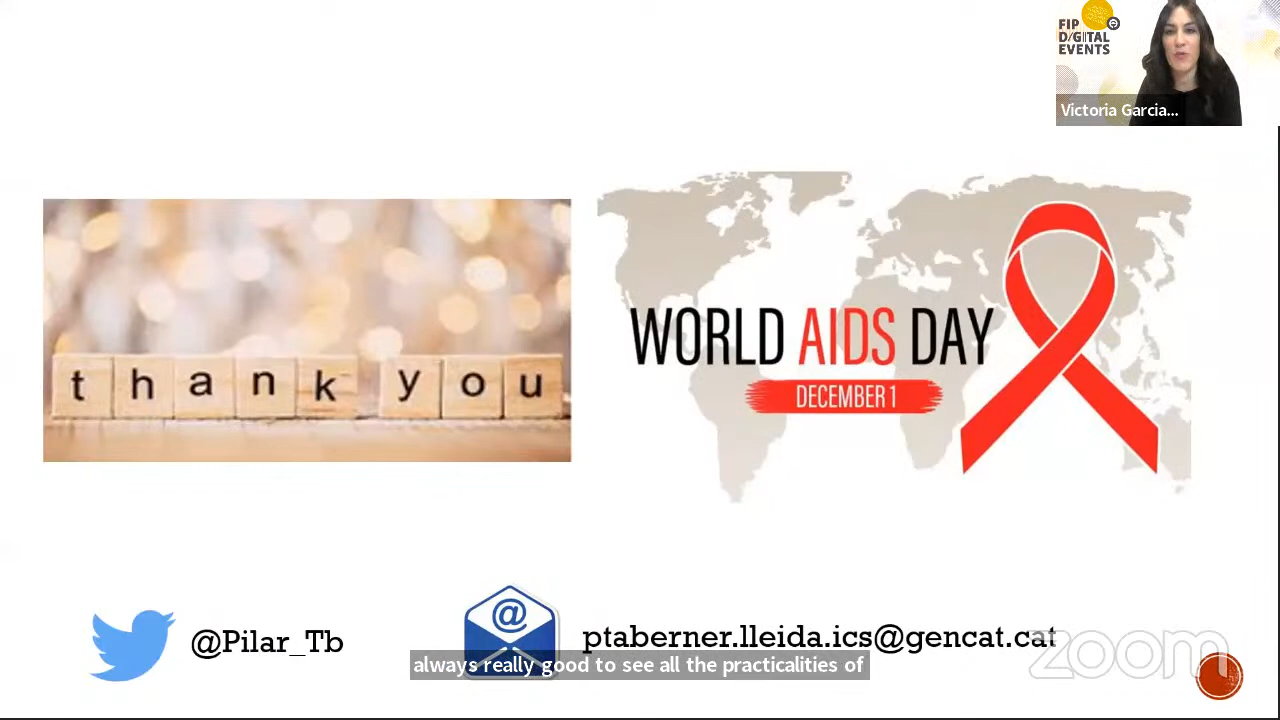 FIP
DIGITAL
EVENTS
Victoria Garcia...
thank you
WORLD AIDS DAY
DECEMBER 1
@Pilar_Tb
@
ptaberner.lleida.ics@gencat.cat
zoom
always really good to see all the practicalities of